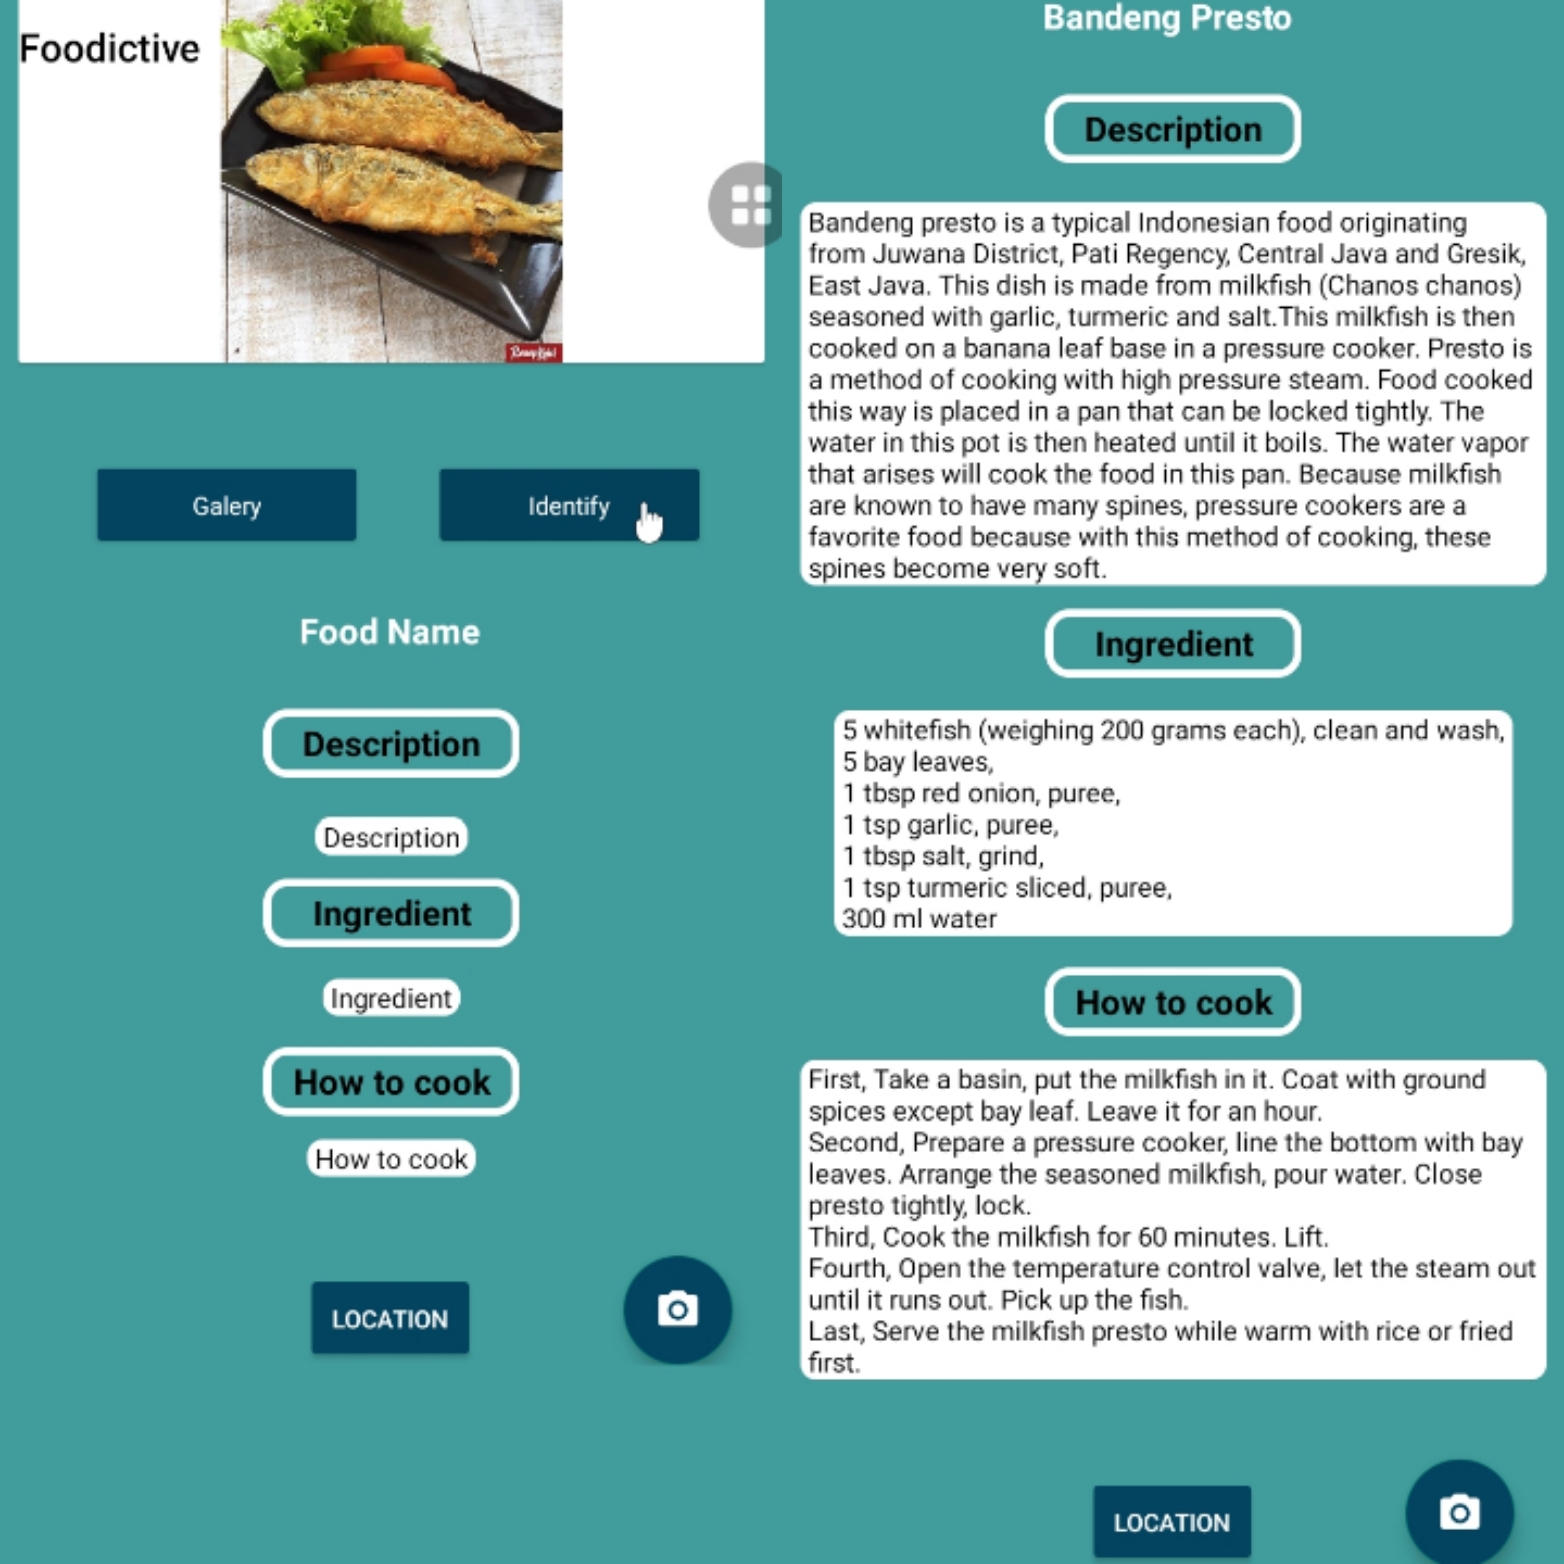 Foodictive
Galery
Identify
Food Name
Description
Description
Ingredient
Ingredient
How to cook
How to cook
LOCATION
Bandeng Presto
Description
Bandeng presto is a typical Indonesian food originating
from Juwana District, Pati Regency, Central Java and Gresik,
East Java. This dish is made from milkfish (Chanos chanos)
seasoned with garlic, turmeric and salt.This milkfish is then
cooked on a banana leaf base in a pressure cooker. Presto is
a method of cooking with high pressure steam. Food cooked
this way is placed in a pan that can be locked tightly. The
water in this pot is then heated until it boils. The water vapor
that arises will cook the food in this pan. Because milkfish
are known to have many spines, pressure cookers are a
favorite food because with this method of cooking, these
spines become very soft.
Ingredient
5 whitefish (weighing 200 grams each), clean and wash,
5 bay leaves,
1 tbsp red onion, puree,
1 tsp garlic, puree,
1 tbsp salt, grind,
1 tsp turmeric sliced, puree,
300 ml water
How to cook
First, Take a basin, put the milkfish in it. Coat with ground
spices except bay leaf. Leave it for an hour.
Second, Prepare a pressure cooker, line the bottom with bay
leaves. Arrange the seasoned milkfish, pour water. Close
presto tightly, lock.
Third, Cook the milkfish for 60 minutes. Lift.
Fourth, Open the temperature control valve, let the steam out
until it runs out. Pick up the fish.
Last, Serve the milkfish presto while warm with rice or fried
first.
LOCATION